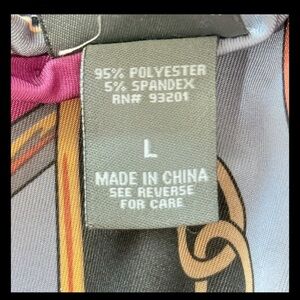 95% POLYESTER
5% SPANDEX
RN# 93201
L
MADE IN CHINA
SEE REVERSE
FOR CARE